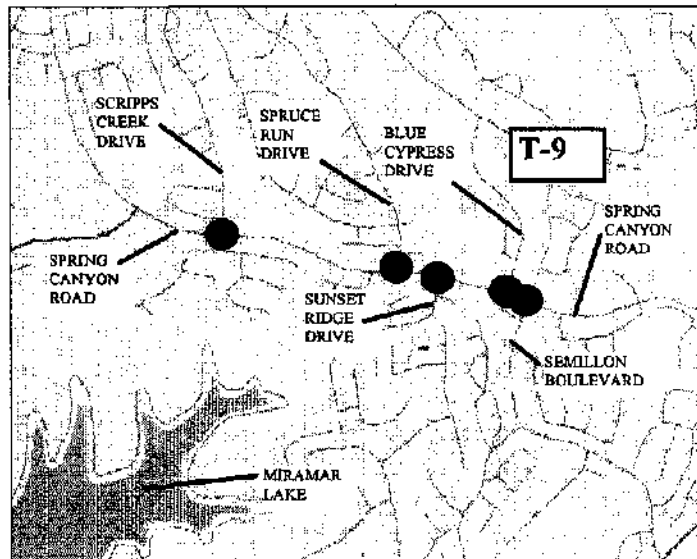 SCRIPPS
CREEK
DRIVE
SPRUCE
RUN
DRIVE
BLUE
CYPRESS
DRIVE
T-9
SPRING
CANYON
ROAD
SPRING
CANYON
ROAD
SUNSET
RIDGE
DRIVE
SEMILLON
BOULEVARD
MIRAMAR
LAKE